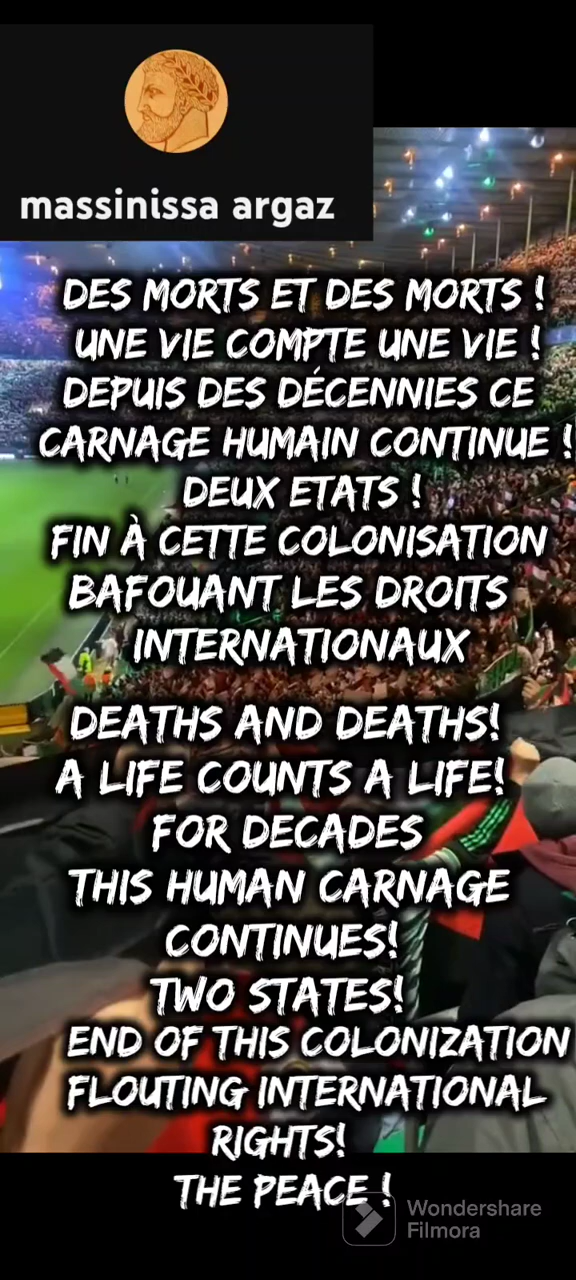 massinissa argaz
DES MORTS ET DES MORTS !
UNE VIE COMPTE UNE VIE !
DEPUIS DES DÉCENNIES CE
CARNAGE HUMAIN CONTINUE !
DEUX ETATS !
FIN À CETTE COLONISATION
BAFOUANT LES DROITS
INTERNATIONAUX
DEATHS AND DEATHS!
A LIFE COUNTS A LIFE!
FOR DECADES
THIS HUMAN CARNAGE
CONTINUES!
TWO STATES!
END OF THIS COLONIZATION
FLOUTING INTERNATIONAL
RIGHTS!
THE PEACE !
Wondershare
Filmora